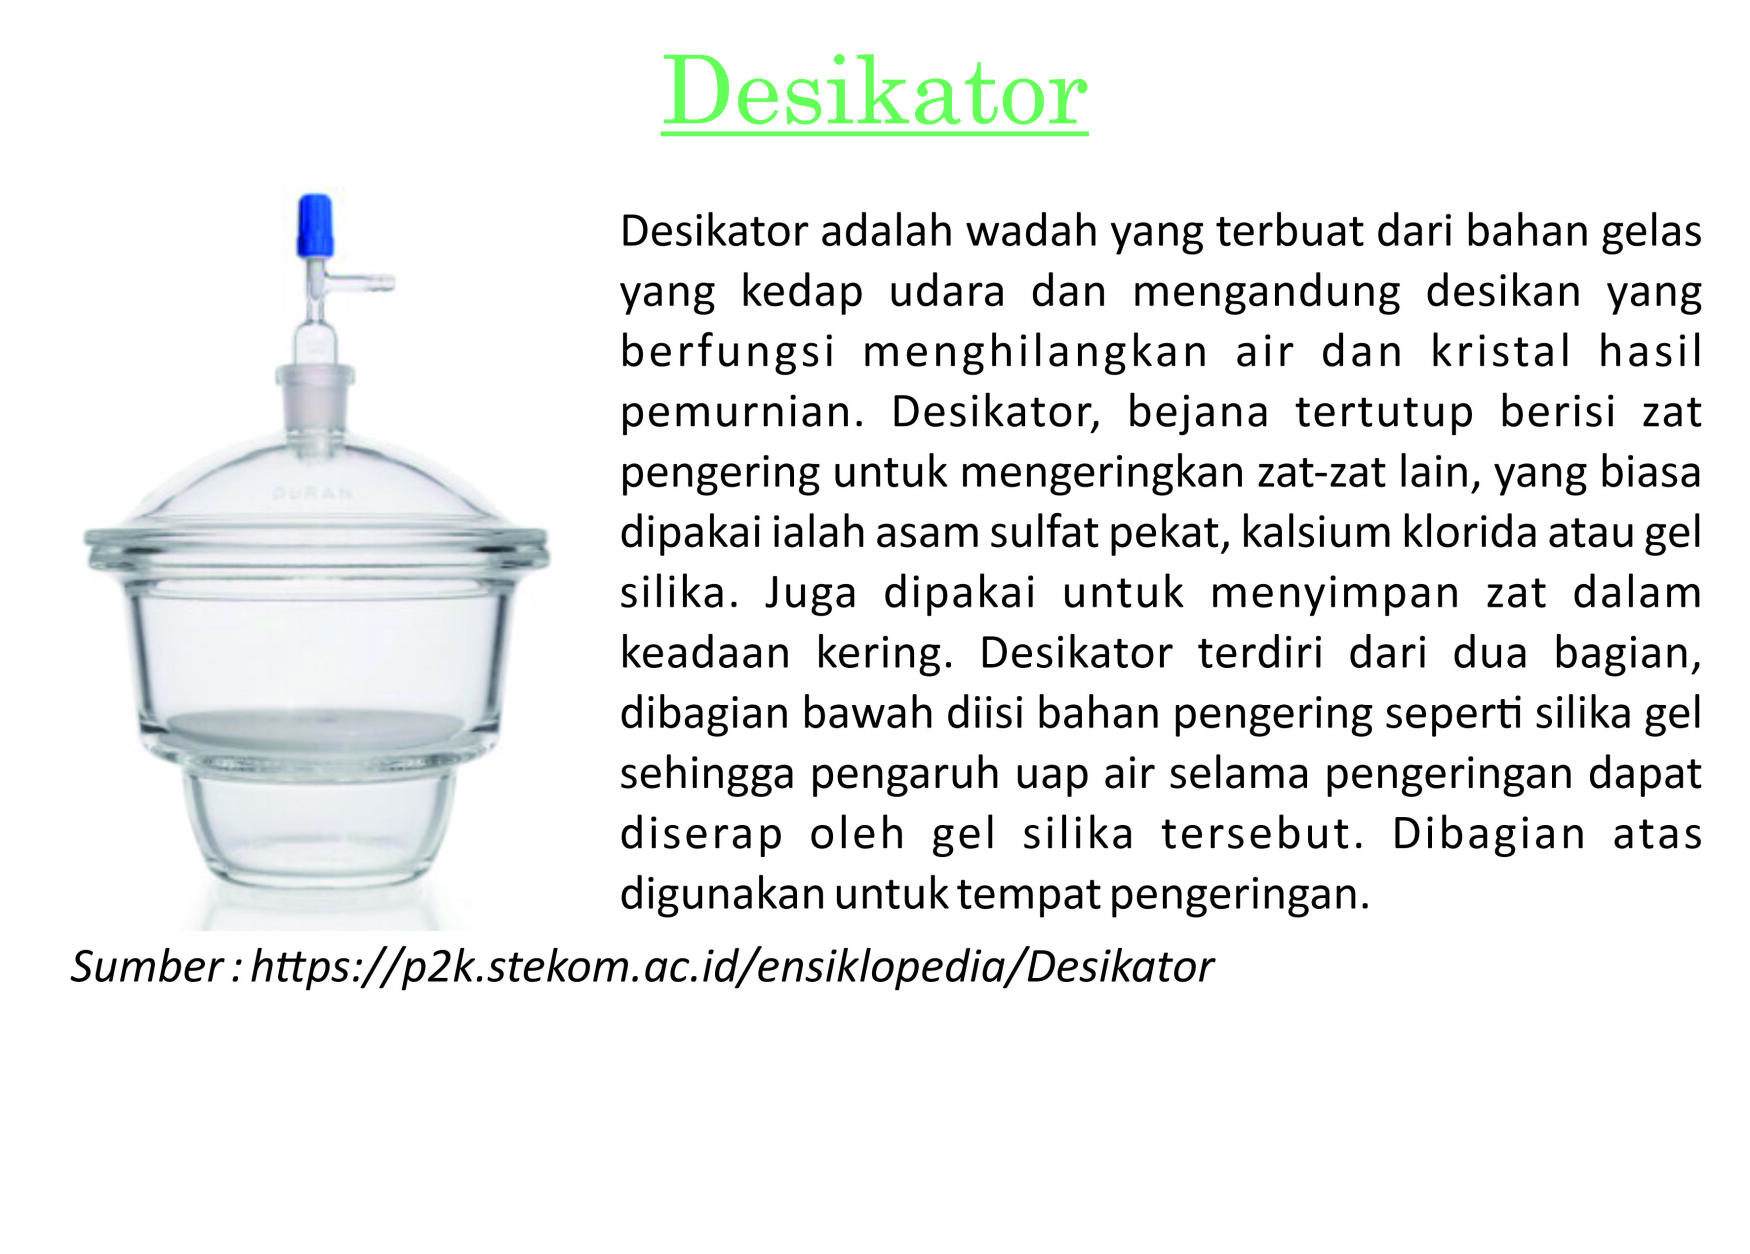 Desikator
Desikator adalah wadah yang terbuat dari bahan gelas
yang kedap udara dan mengandung desikan yang
berfungsi menghilangkan air dan kristal hasil
pemurnian. Desikator, bejana tertutup berisi zat
pengering untuk mengeringkan zat-zat lain, yang biasa
dipakai ialah asam sulfat pekat, kalsium klorida atau gel
silika. Juga dipakai untuk menyimpan zat dalam
keadaan kering. Desikator terdiri dari dua bagian,
dibagian bawah diisi bahan pengering seperti silika gel
sehingga pengaruh uap air selama pengeringan dapat
diserap oleh gel silika tersebut. Dibagian atas
digunakan untuk tempat pengeringan.
DURAN
Sumber : https://p2k.stekom.ac.id/ensiklopedia/Desikator